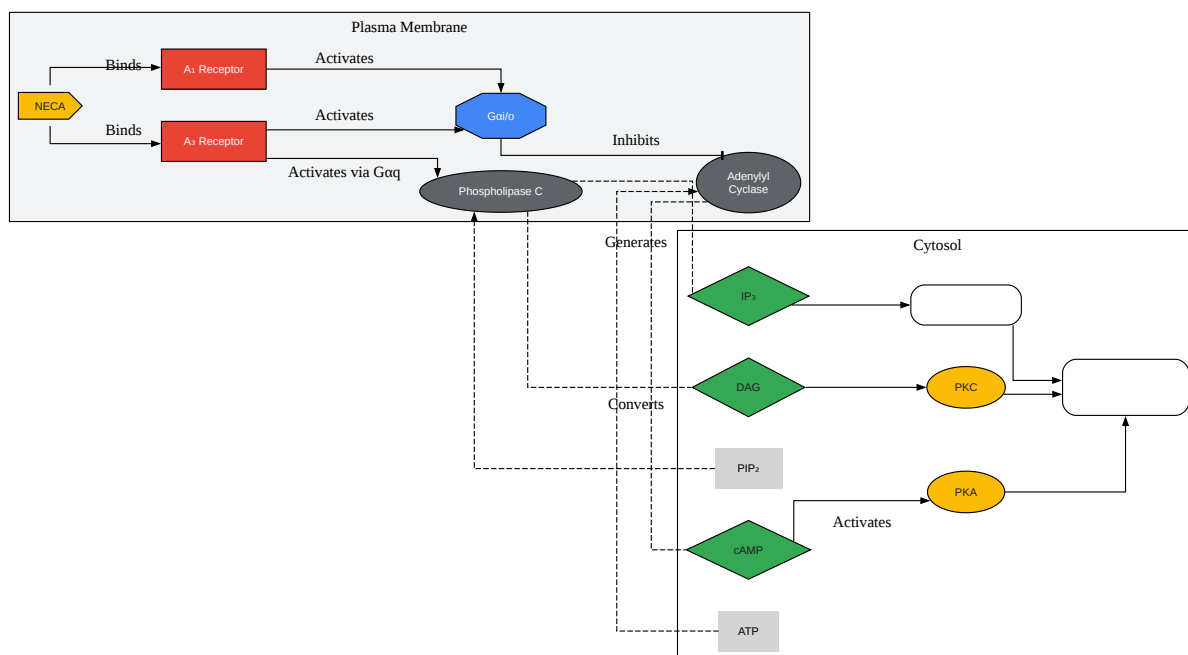 Plasma Membrane
Binds
A₁ Receptor
Activates
NECA
Binds
A₃ Receptor
Activates
Gαi/o
Inhibits
Activates via Gαq
Phospholipase C
Adenylyl
Cyclase
Generates
Cytosol
IP₃
DAG
PKC
Converts
PIP₂
PKA
Activates
cAMP
ATP